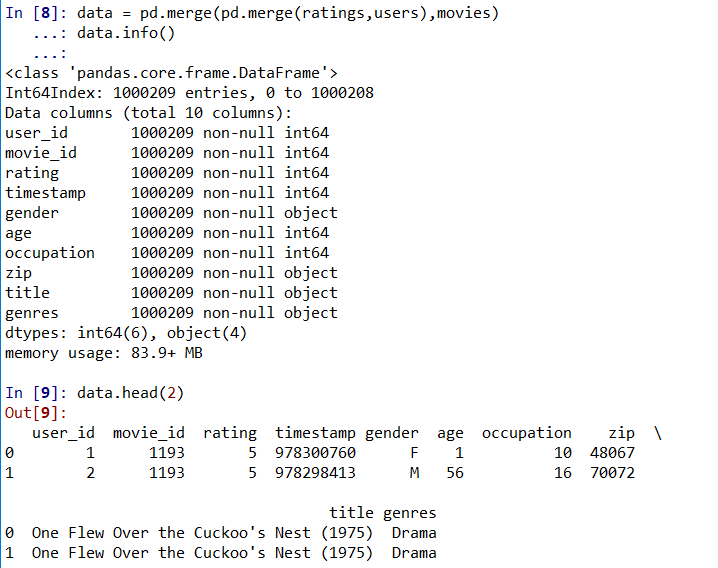 In [8]: data = pd.merge(pd.merge(ratings,users),movies)
   ...: data.info()
   ...:
<class 'pandas.core.frame.DataFrame'>
Int64Index: 1000209 entries, 0 to 1000208
Data columns (total 10 columns):
user_id       1000209 non-null int64
movie_id      1000209 non-null int64
rating        1000209 non-null int64
timestamp     1000209 non-null int64
gender        1000209 non-null object
age           1000209 non-null int64
occupation    1000209 non-null int64
zip           1000209 non-null object
title         1000209 non-null object
genres        1000209 non-null object
dtypes: int64(6), object(4)
memory usage: 83.9+ MB
In [9]: data.head(2)
Out[9]:
   user_id  movie_id  rating  timestamp gender  age  occupation    zip  \
0        1      1193       5  978300760      F    1          10  48067
1        2      1193       5  978298413      M   56          16  70072
                                    title genres
0  One Flew Over the Cuckoo's Nest (1975)  Drama
1  One Flew Over the Cuckoo's Nest (1975)  Drama